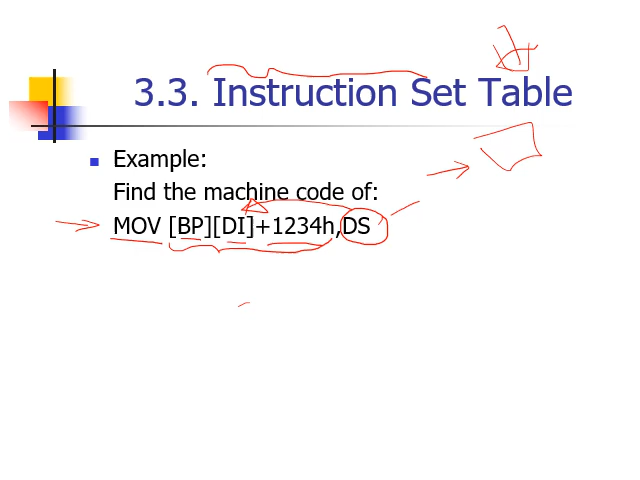 3.3. Instruction Set Table
Example:
Find the machine code of:
MOV [BP][DI]+1234h,DS